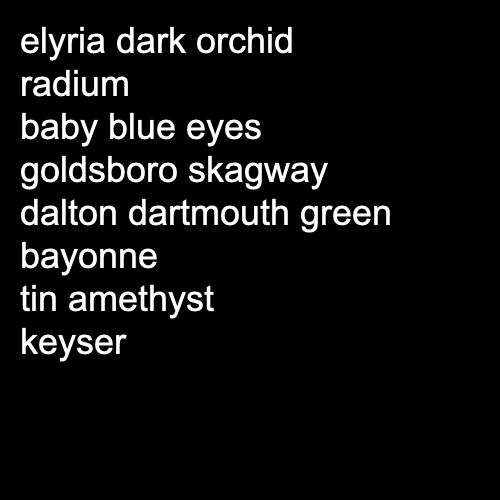 elyria dark orchid
radium
baby blue eyes
goldsboro skagway
dalton dartmouth green
bayonne
tin amethyst
keyser